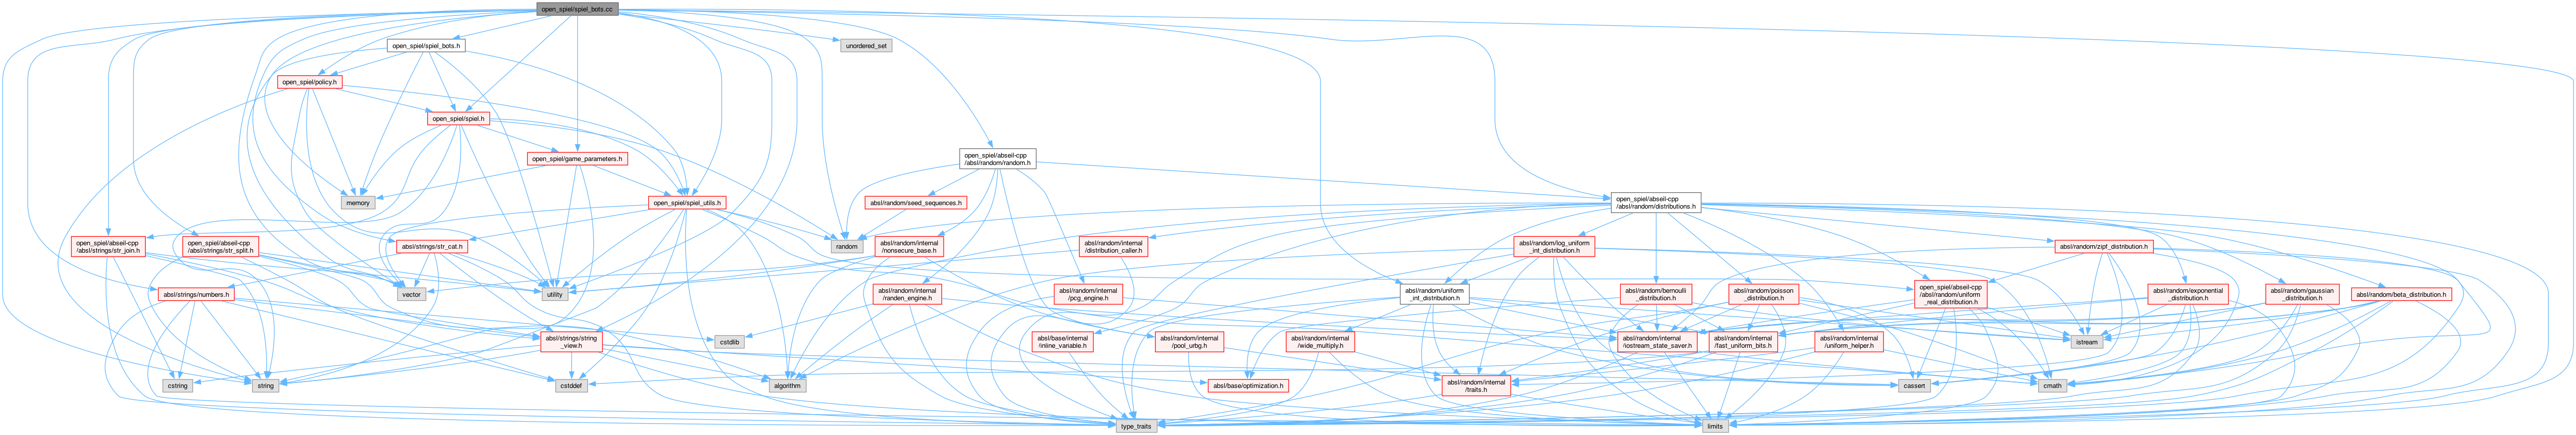 open_spiel/spiel_bots.cc
open_spiel/spiel_bots.h
unordered_set
open_spiel/policy.h
open_spiel/spiel.h
open_spiel/game_parameters.h
open_spiel/abseil-cpp
/absl/random/random.h
memory
open_spiel/spiel_utils.h
absl/random/seed_sequences.h
open_spiel/abseil-cpp
/absl/random/distributions.h
open_spiel/abseil-cpp
/absl/strings/str_join.h
open_spiel/abseil-cpp
/absl/strings/str_split.h
absl/strings/str_cat.h
random
absl/random/internal
/nonsecure_base.h
absl/random/internal
/distribution_caller.h
absl/random/log_uniform
_int_distribution.h
absl/random/zipf_distribution.h
absl/strings/numbers.h
vector
utility
absl/random/internal
/randen_engine.h
absl/random/internal
/pcg_engine.h
absl/random/uniform
_int_distribution.h
absl/random/bernoulli
_distribution.h
absl/random/poisson
_distribution.h
open_spiel/abseil-cpp
/absl/random/uniform
_real_distribution.h
absl/random/exponential
_distribution.h
absl/random/gaussian
_distribution.h
absl/random/beta_distribution.h
absl/strings/string
_view.h
cstdlib
absl/base/internal
/inline_variable.h
absl/random/internal
/pool_urbg.h
absl/random/internal
/wide_multiply.h
absl/random/internal
/iostream_state_saver.h
absl/random/internal
/fast_uniform_bits.h
absl/random/internal
/uniform_helper.h
istream
cstring
string
cstddef
algorithm
absl/base/optimization.h
absl/random/internal
/traits.h
cassert
cmath
type_traits
limits